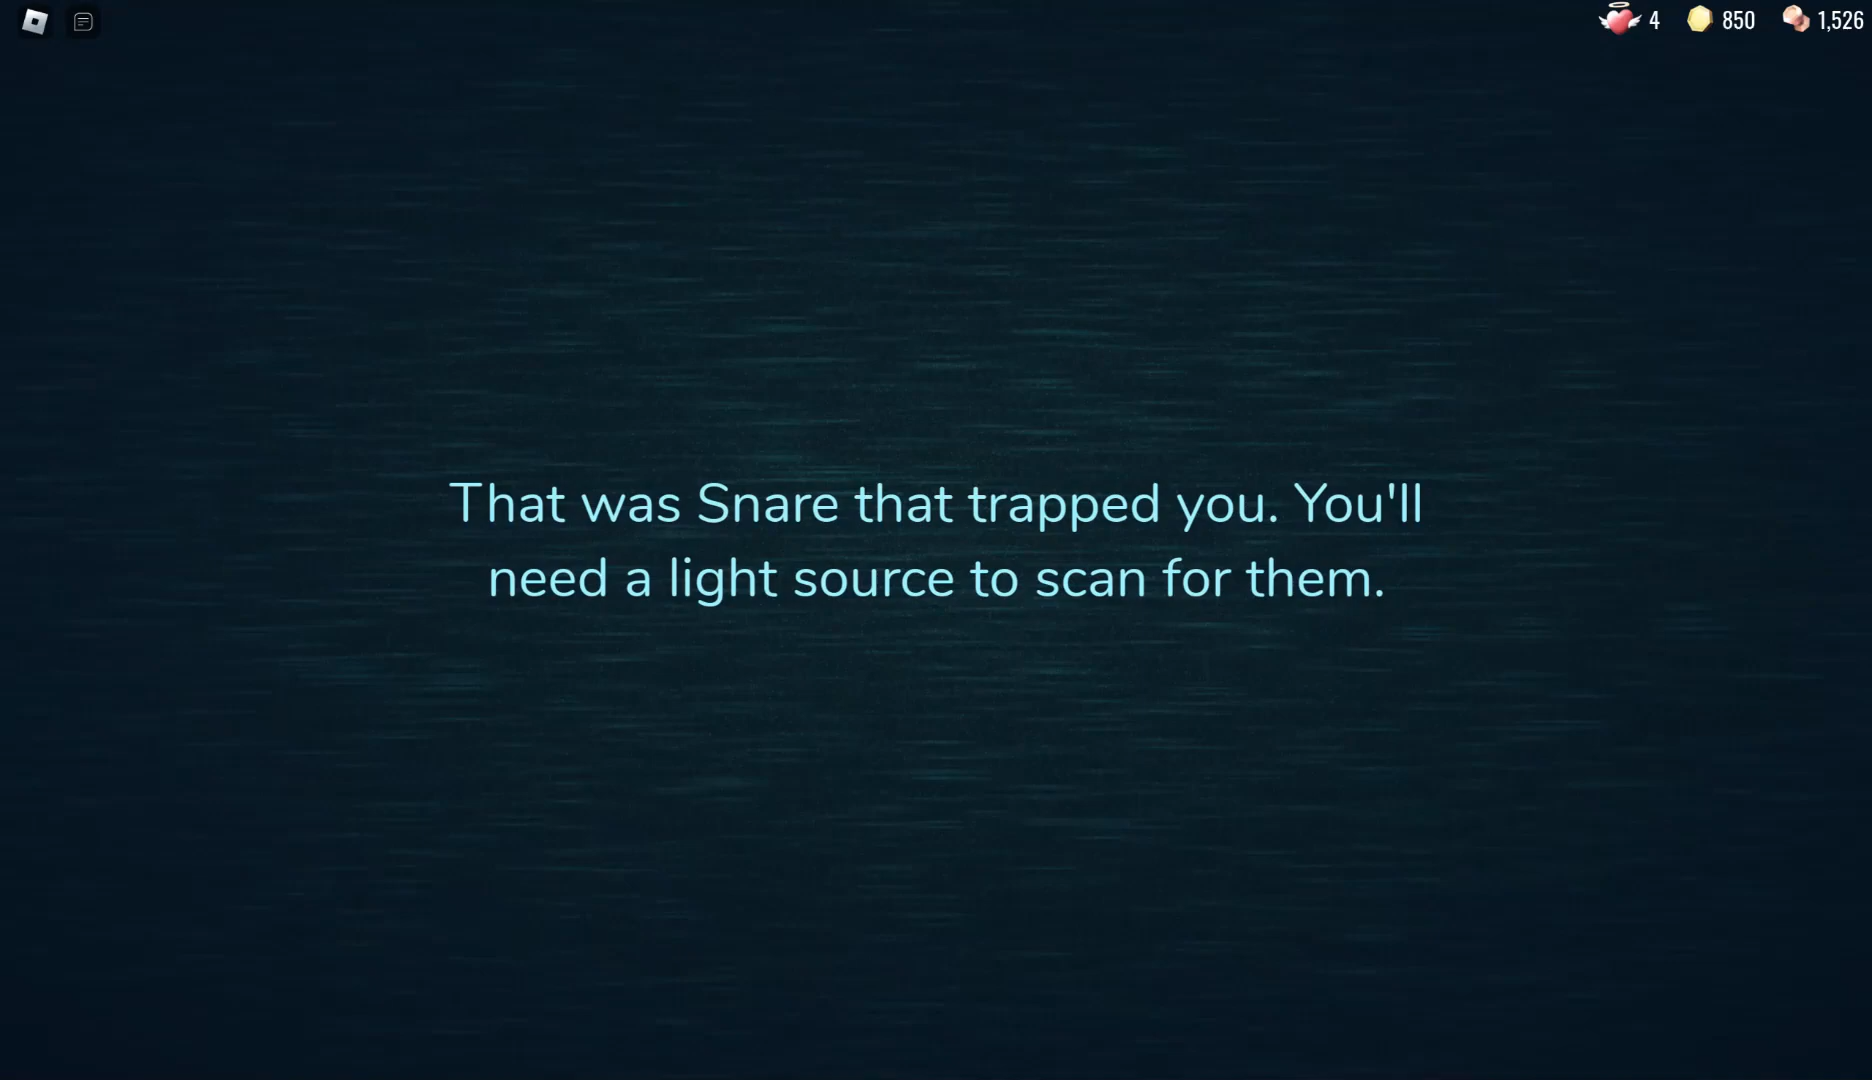 4 850 1,526
That was Snare that trapped you. You'll
need a light source to scan for them.